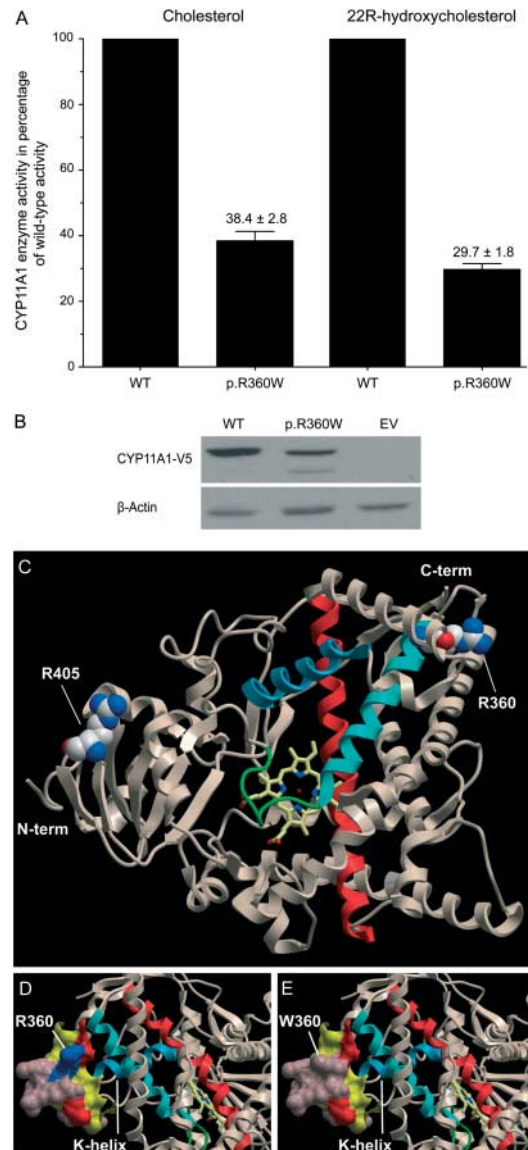 A
Cholesterol 22R-hydroxycholesterol
CYP11A1 enzyme activity in percentage
of wild-type activity
100
80
60
40
20
0
38.4 ± 2.8
29.7 ± 1.8
WT p.R360W WT p.R360W
B
WT p.R360W EV
CYP11A1-V5
β-Actin
C
C-term
R405
R360
N-term
D
R360
K-helix
E
W360
K-helix